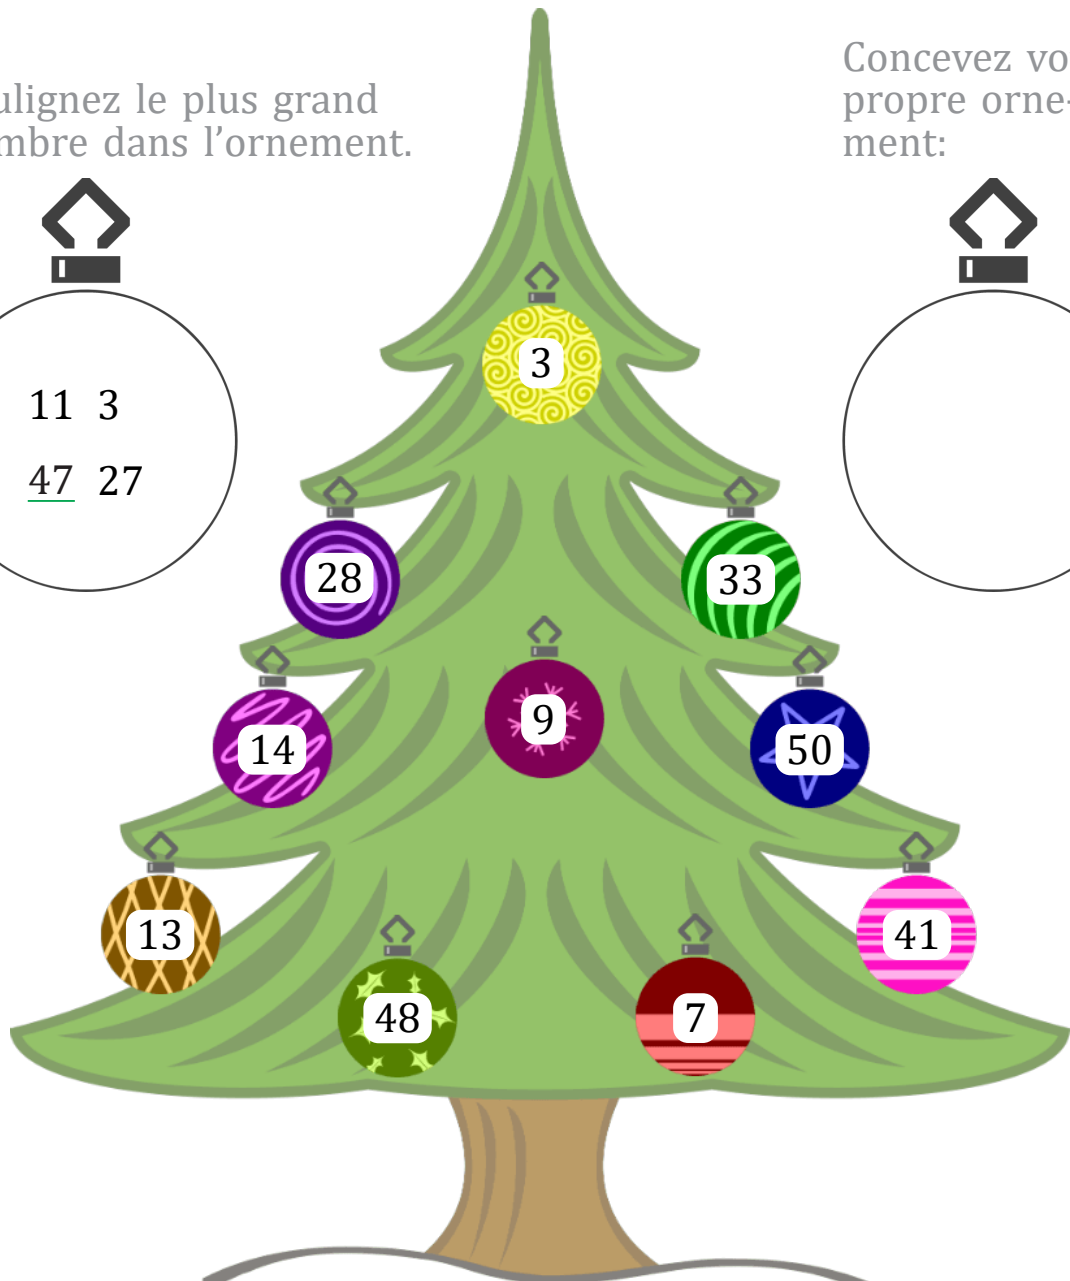 ulignez le plus grand
mbre dans l'ornement.
Concevez vo
propre orne-
ment:
11 3
47 27
3
28
33
9
14
50
13
41
48
7